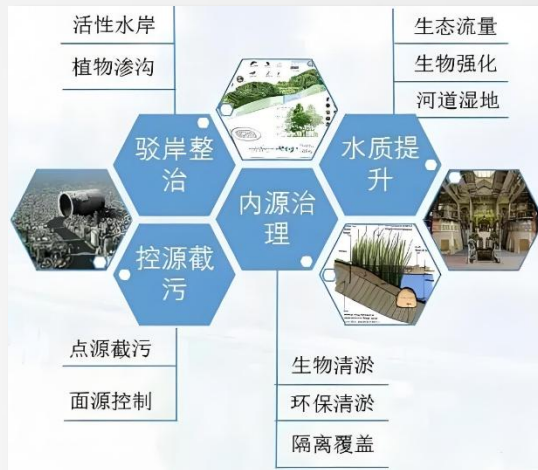 活性水岸
植物渗沟
生态流量
生物强化
河道湿地
驳岸整
治
水质提
升
内源治
理
控源截
污
点源截污
面源控制
生物清淤
环保清淤
隔离覆盖